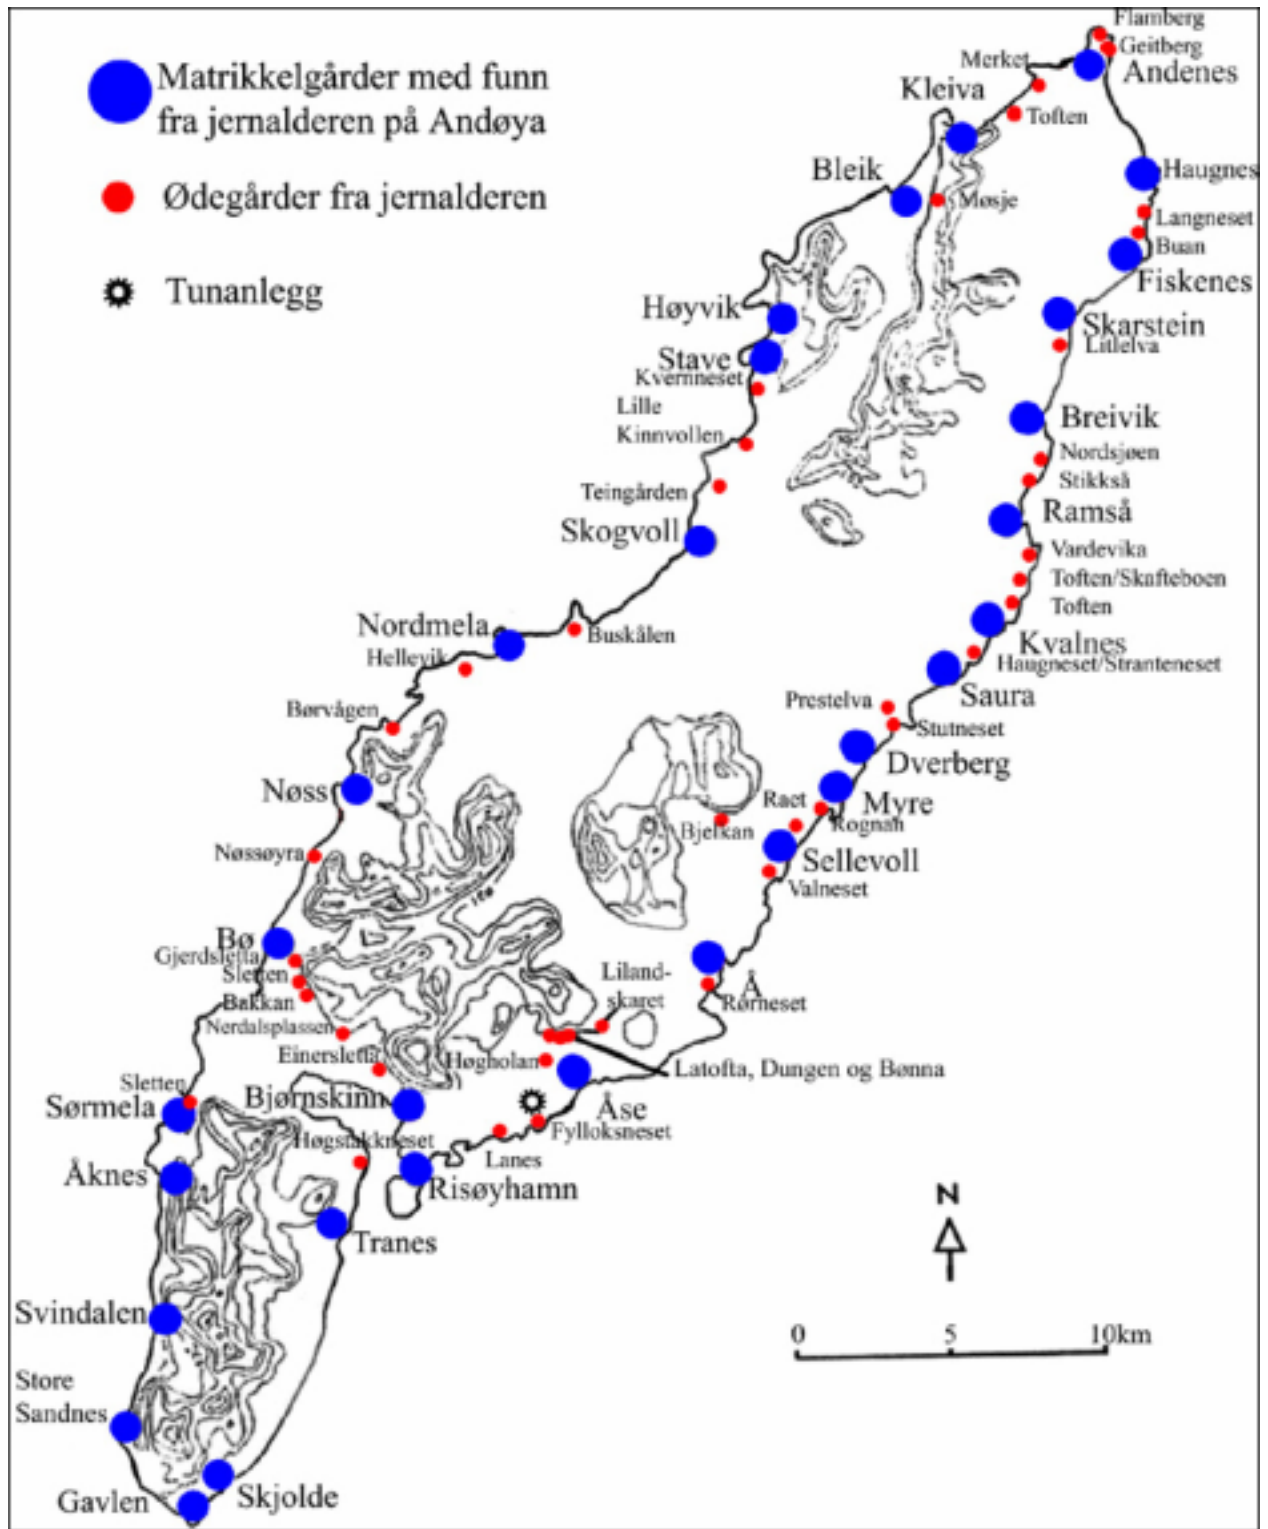 Flamberg
Geitberg
Merket
Andenes
Matrikkelgårder med funn
fra jernalderen på Andøya
Kleiva
Toften
Bleik
Haugnes
Ødegårder fra jernalderen
Møsje
Langneset
Buan
Fiskenes
Tunanlegg
Høyvik
Skarstein
Litlelva
Stave
Kvernneset
Lille
Kinnvollen
Breivik
Nordsjøen
Stikkså
Teingården
Ramså
Skogvoll
Vardevika
Toften/Skafteboen
Toften
Nordmela
Buskålen
Kvalnes
Hellevik
Haugneset/Stranteneset
Saura
Prestelva
Børvågen
Stutneset
Dverberg
Nøss
Raet
Myre
Bjelkan
Rognan
Nøssøyra
Sellevoll
Valneset
Bø
Gjerdsletta
Sletten
Liland-
skaret
Å
Bakkan
Rørneset
Nerdalsplassen
Einersletta
Høgholan
Latofta, Dungen og Bønna
Sletten
Bjørnskinn
Sørmela
Åse
Fylloksneset
Høgstakkneset
Lanes
Åknes
Risøyhamn
N
Tranes
Svindalen
0 5 10km
Store
Sandnes
Skjolde
Gavlen